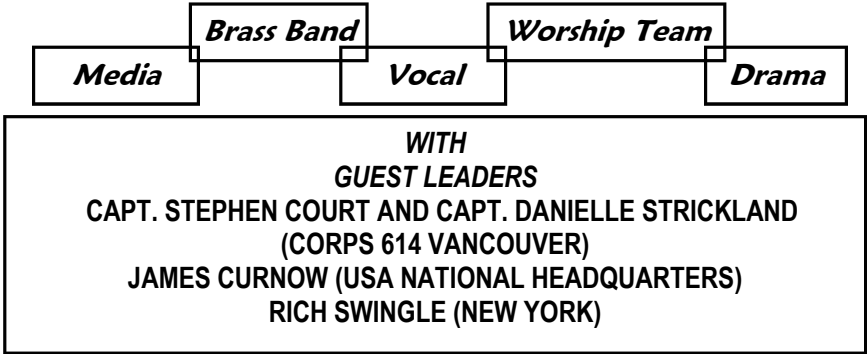 Brass Band
Worship Team
Media
Vocal
Drama
WITH
GUEST LEADERS
CAPT. STEPHEN COURT AND CAPT. DANIELLE STRICKLAND
(CORPS 614 VANCOUVER)
JAMES CURNOW (USA NATIONAL HEADQUARTERS)
RICH SWINGLE (NEW YORK)